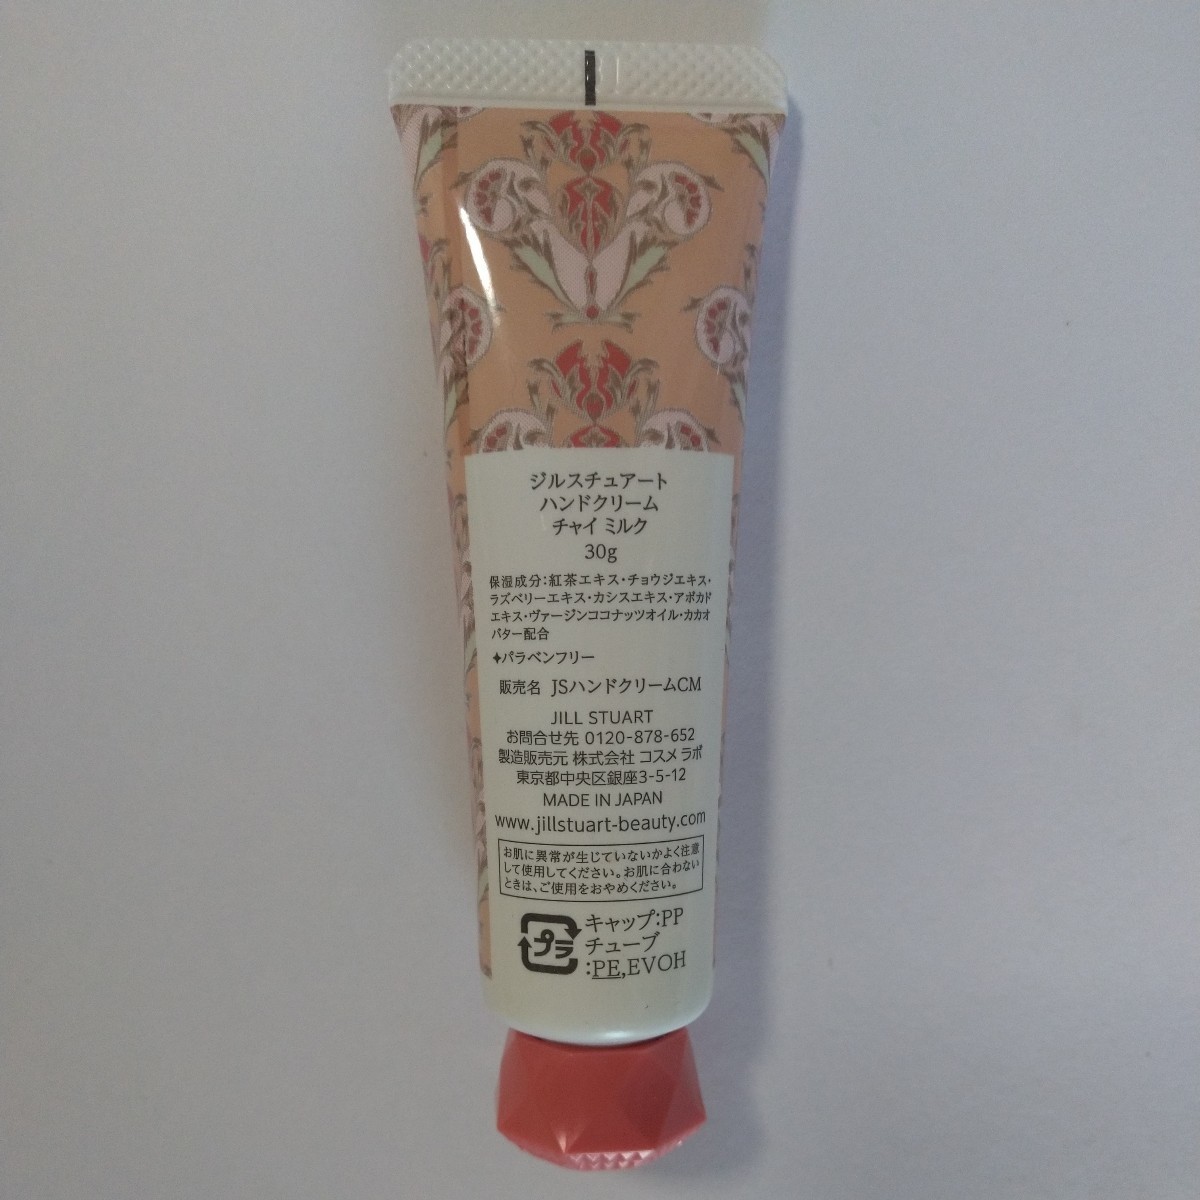 ジルスチュアート
ハンドクリーム
チャイ ミルク
30g
保湿成分:紅茶エキス・チョウジエキス・
ラズベリーエキス・カシスエキス・アボカド
エキス・ヴァージンココナッツオイル・カカオ
バター配合
✦パラベンフリー
販売名 JSハンドクリームCM
JILL STUART
お問合せ先 0120-878-652
製造販売元 株式会社 コスメ ラボ
東京都中央区銀座3-5-12
MADE IN JAPAN
www.jillstuart-beauty.com
お肌に異常が生じていないかよく注意
して使用してください。お肌に合わない
ときは、ご使用をおやめください。
プラ
キャップ:PP
チューブ
:PE,EVOH